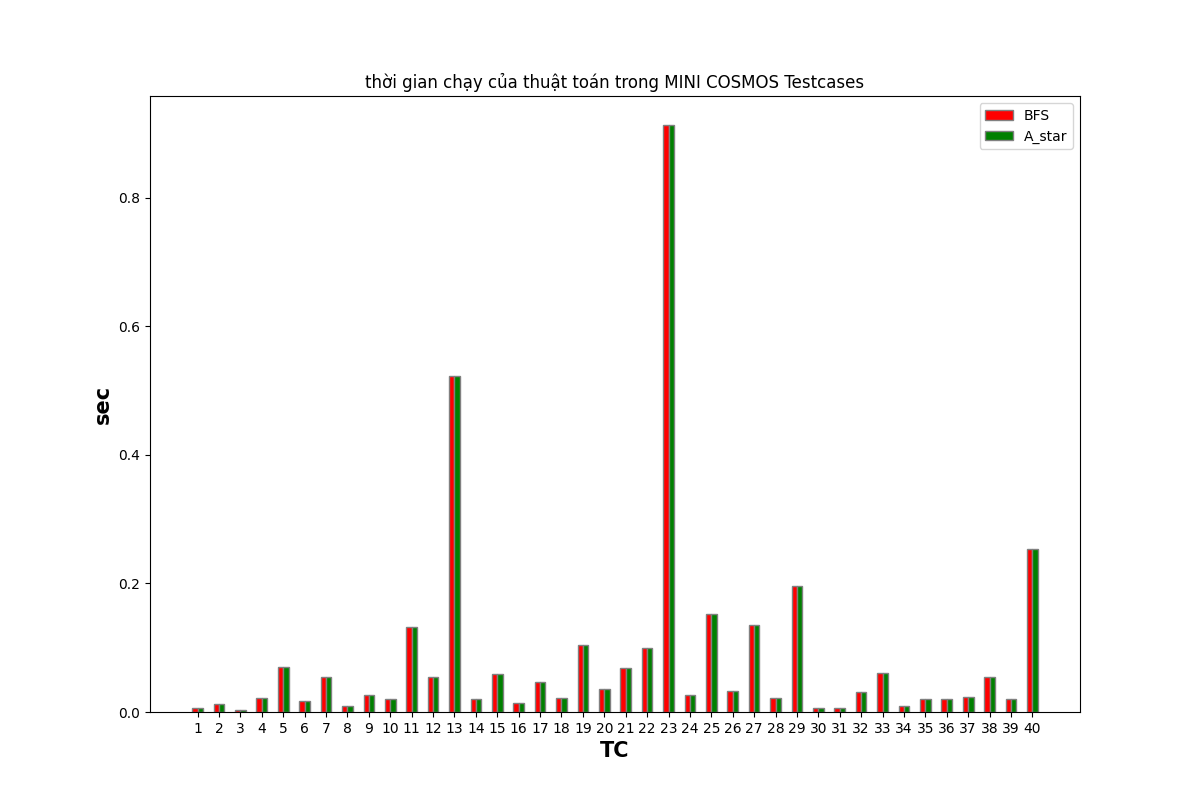 thời gian chạy của thuật toán trong MINI COSMOS Testcases
BFS
A_star
0.8
0.6
0.4
0.2
0.0
sec
1 2 3 4 5 6 7 8 9 10 11 12 13 14 15 16 17 18 19 20 21 22 23 24 25 26 27 28 29 30 31 32 33 34 35 36 37 38 39 40
TC